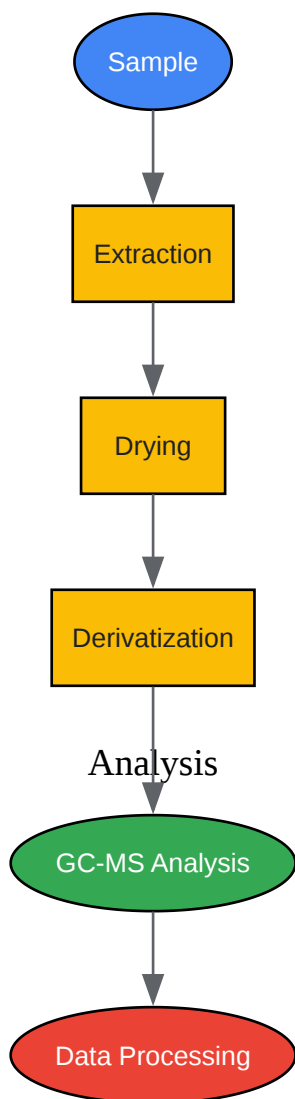 Sample
Extraction
Drying
Derivatization
Analysis
GC-MS Analysis
Data Processing